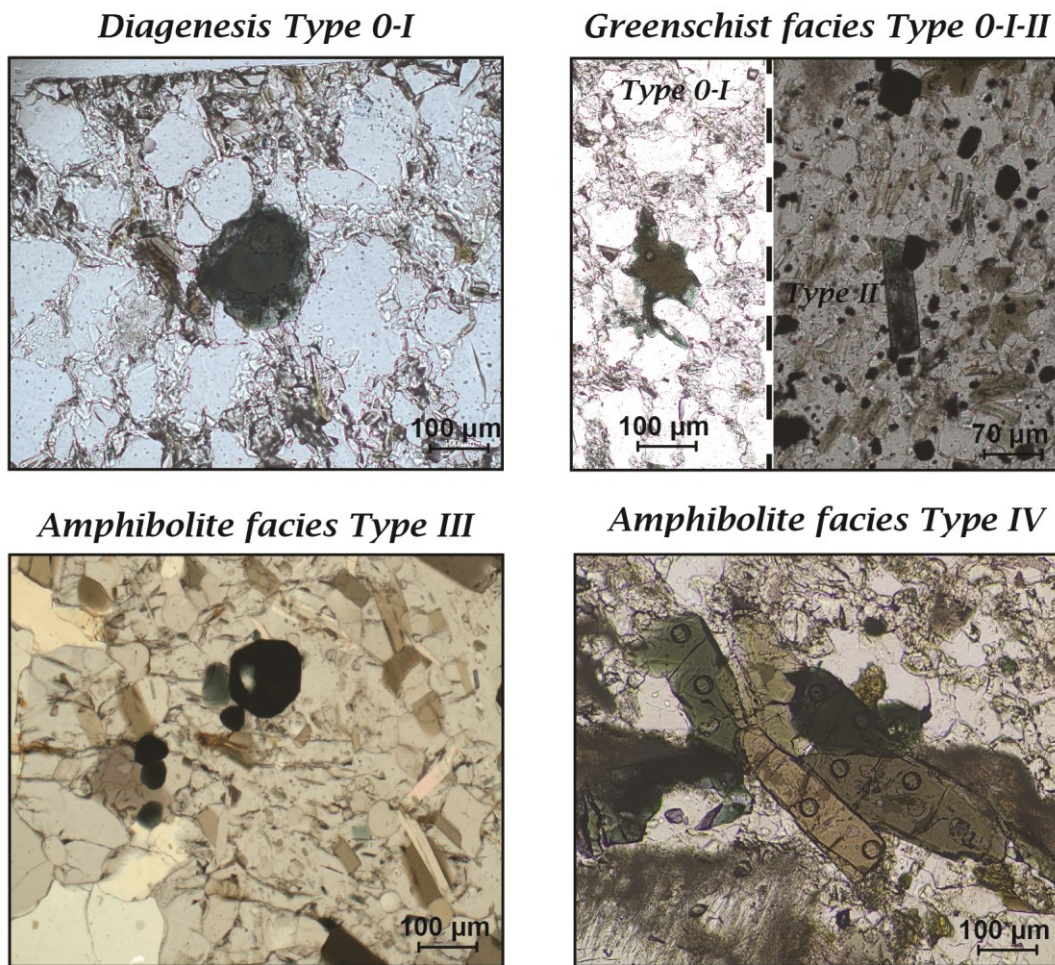 Diagenesis Type 0-I
Greenschist facies Type 0-I-II
100 µm
Type 0-I
100 µm
Type II
70 µm
Amphibolite facies Type III
Amphibolite facies Type IV
100 µm
100 µm